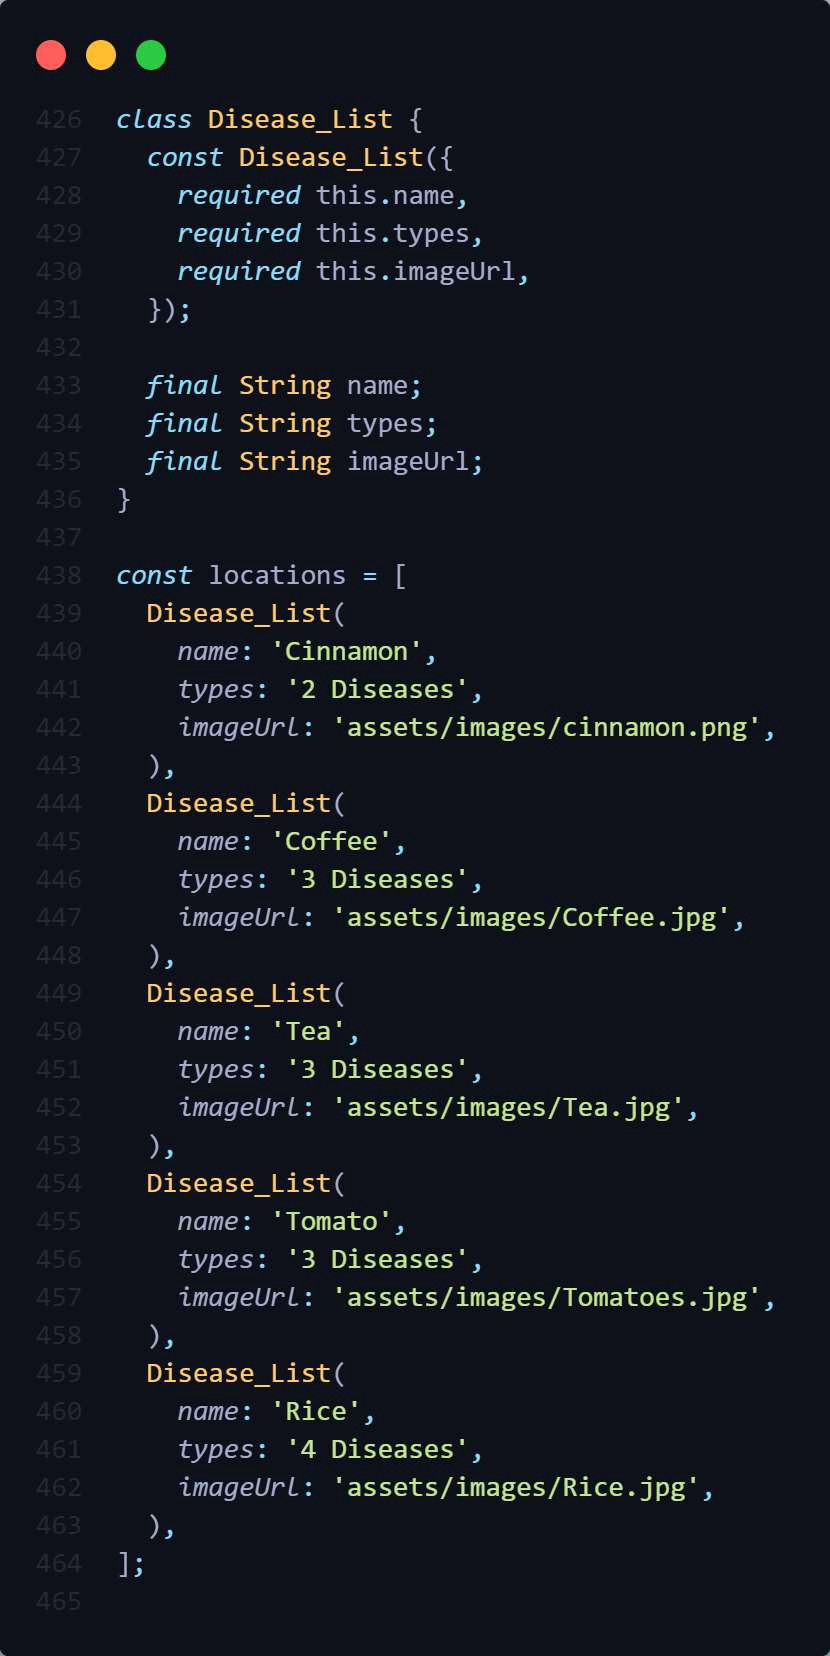 426 class Disease_List {
427   const Disease_List({
428     required this.name,
429     required this.types,
430     required this.imageUrl,
431   });
432
433   final String name;
434   final String types;
435   final String imageUrl;
436 }
437
438 const locations = [
439   Disease_List(
440     name: 'Cinnamon',
441     types: '2 Diseases',
442     imageUrl: 'assets/images/cinnamon.png',
443   ),
444   Disease_List(
445     name: 'Coffee',
446     types: '3 Diseases',
447     imageUrl: 'assets/images/Coffee.jpg',
448   ),
449   Disease_List(
450     name: 'Tea',
451     types: '3 Diseases',
452     imageUrl: 'assets/images/Tea.jpg',
453   ),
454   Disease_List(
455     name: 'Tomato',
456     types: '3 Diseases',
457     imageUrl: 'assets/images/Tomatoes.jpg',
458   ),
459   Disease_List(
460     name: 'Rice',
461     types: '4 Diseases',
462     imageUrl: 'assets/images/Rice.jpg',
463   ),
464 ];
465